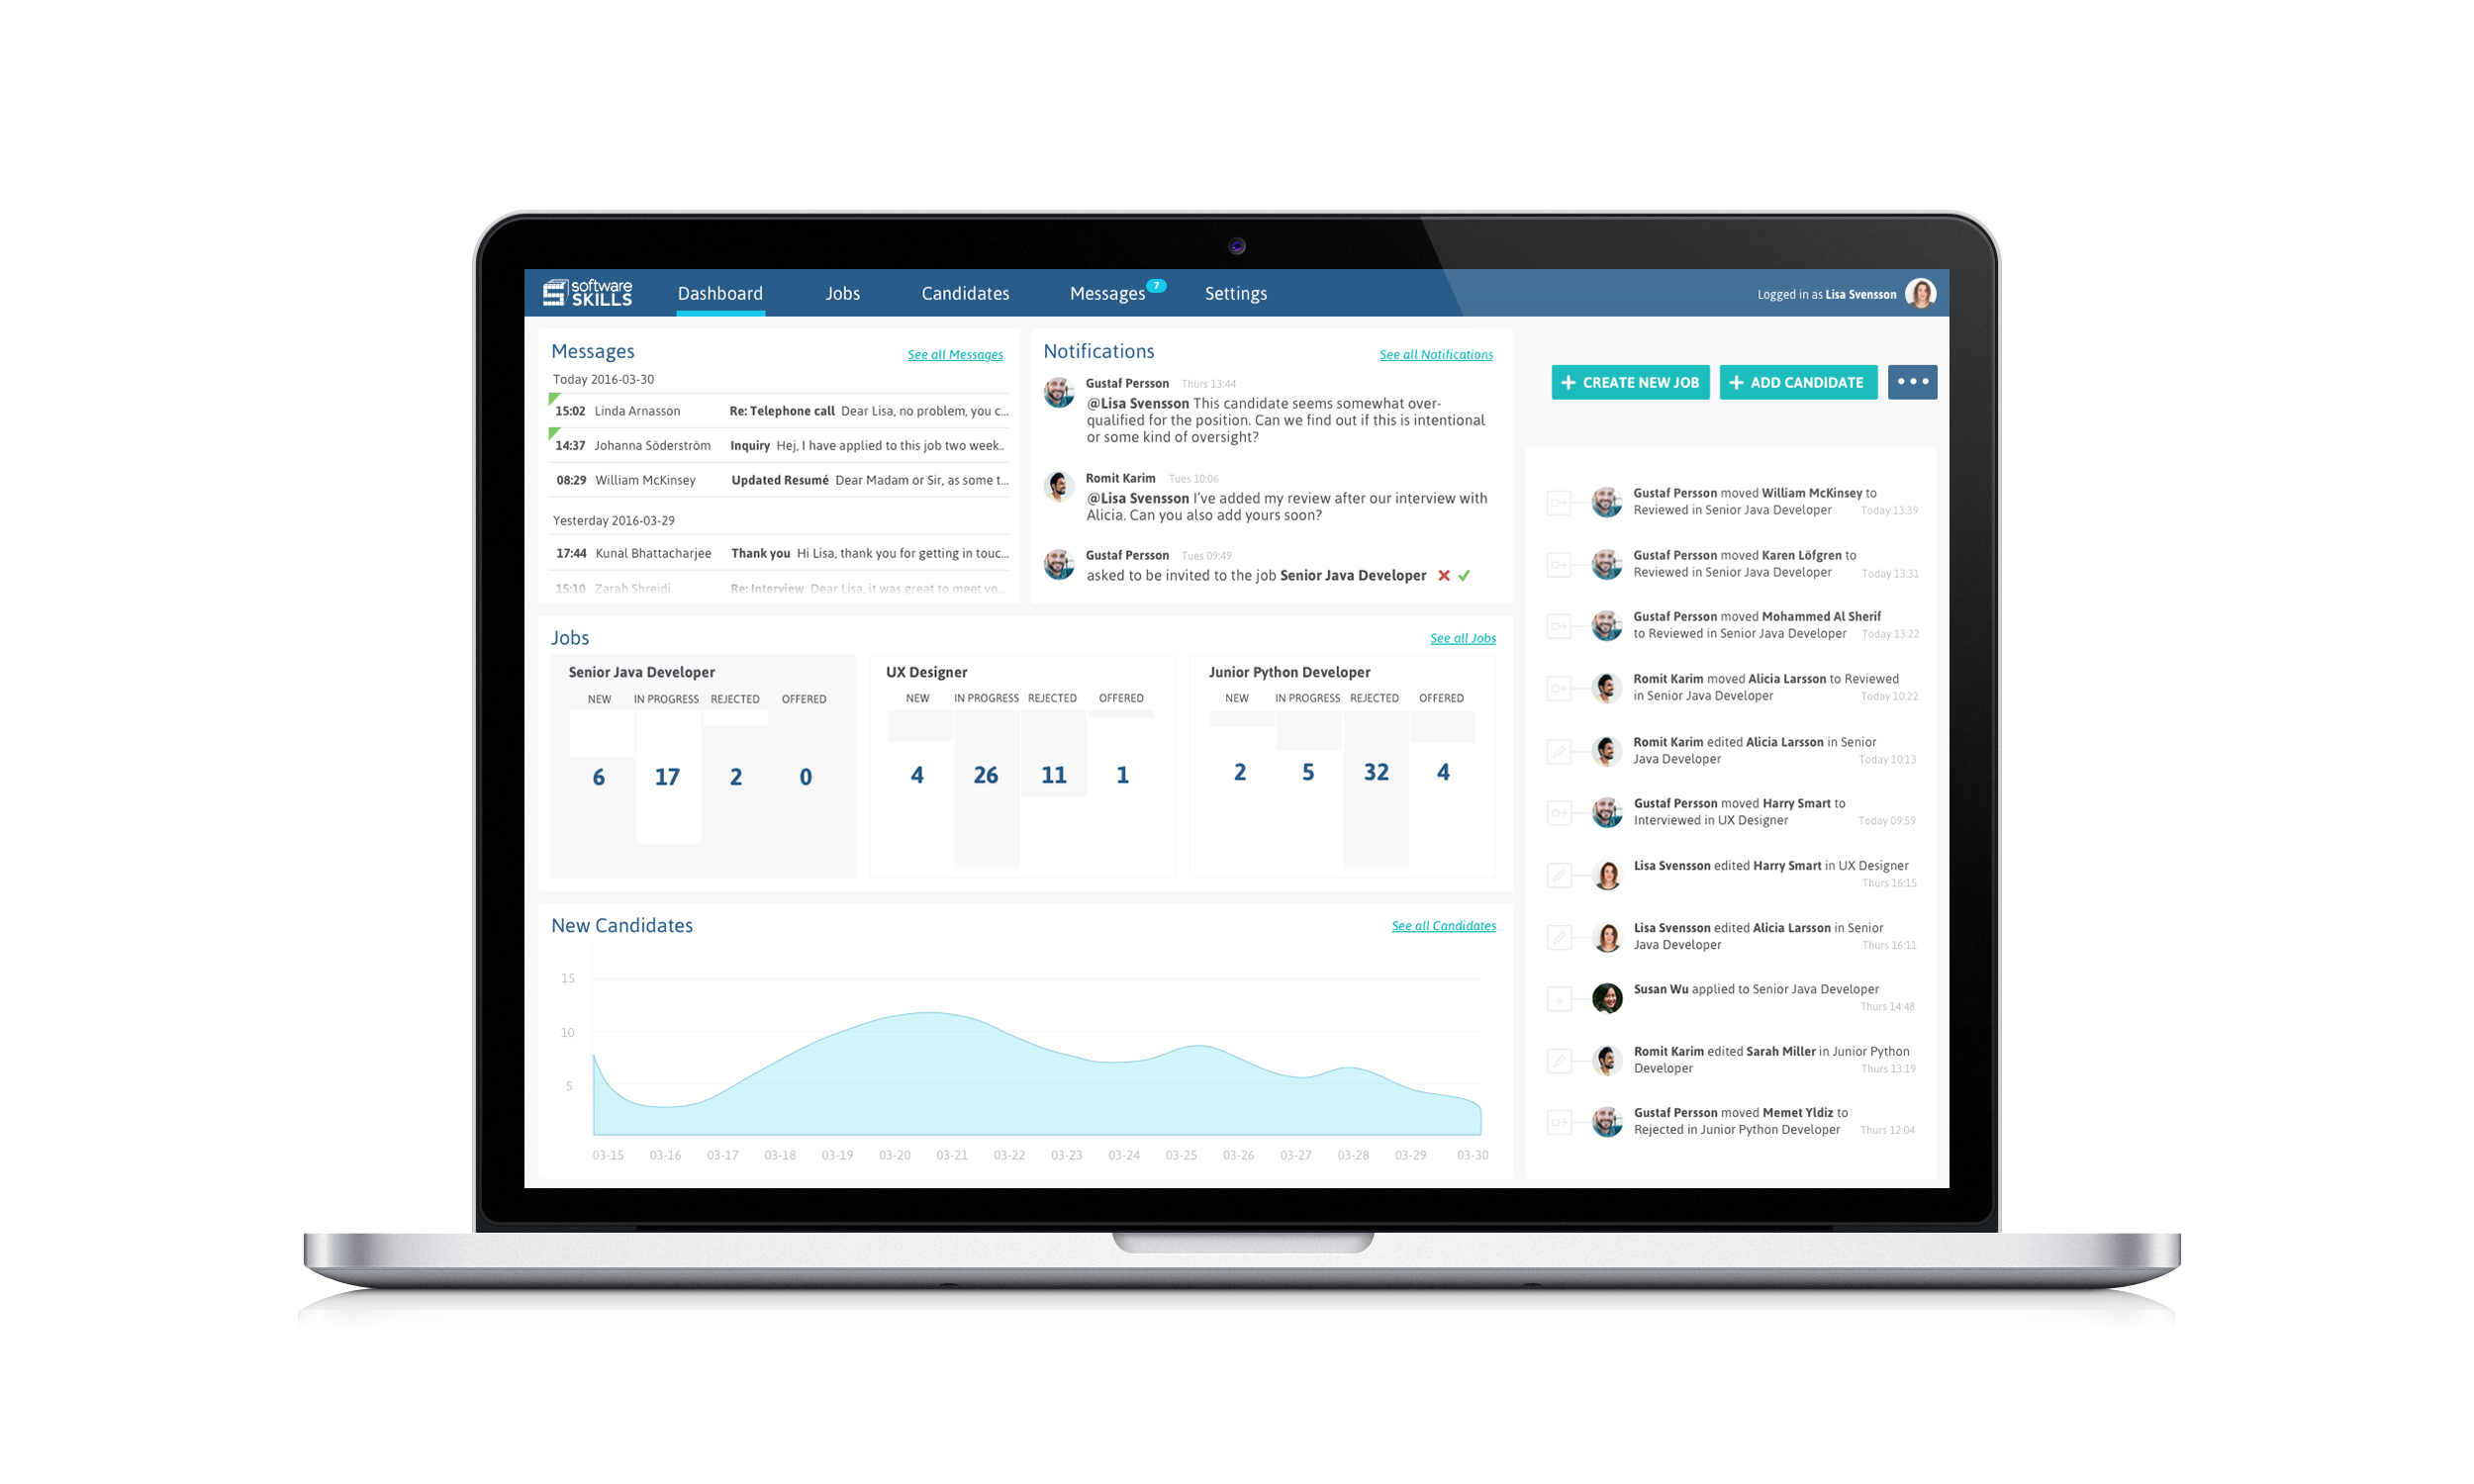 software
SKILLS
Dashboard
Jobs
Candidates
Messages
7
Settings
Logged in as Lisa Svensson
Messages
See all Messages
Today 2016-03-30
15:02 Linda Arnasson Re: Telephone call Dear Lisa, no problem, you c...
14:37 Johanna Söderström Inquiry Hej, I have applied to this job two week..
08:29 William McKinsey Updated Resumé Dear Madam or Sir, as some t...
Yesterday 2016-03-29
17:44 Kunal Bhattacharjee Thank you Hi Lisa, thank you for getting in touc...
15:10 Zarah Shreidi Re: Interview Dear Lisa, it was great to meet yo...
Notifications
See all Notifications
Gustaf Persson Thurs 13:44
@Lisa Svensson This candidate seems somewhat over-
qualified for the position. Can we find out if this is intentional
or some kind of oversight?
Romit Karim Tues 10:06
@Lisa Svensson I've added my review after our interview with
Alicia. Can you also add yours soon?
Gustaf Persson Tues 09:49
asked to be invited to the job Senior Java Developer
Jobs
See all Jobs
Senior Java Developer
NEW IN PROGRESS REJECTED OFFERED
6 17 2 0
UX Designer
NEW IN PROGRESS REJECTED OFFERED
4 26 11 1
Junior Python Developer
NEW IN PROGRESS REJECTED OFFERED
2 5 32 4
New Candidates
See all Candidates
15
10
5
03-15 03-16 03-17 03-18 03-19 03-20 03-21 03-22 03-23 03-24 03-25 03-26 03-27 03-28 03-29 03-30
+ CREATE NEW JOB
+ ADD CANDIDATE
Gustaf Persson moved William McKinsey to
Reviewed in Senior Java Developer Today 13:39
Gustaf Persson moved Karen Löfgren to
Reviewed in Senior Java Developer Today 13:31
Gustaf Persson moved Mohammed Al Sherif
to Reviewed in Senior Java Developer Today 13:22
Romit Karim moved Alicia Larsson to Reviewed
in Senior Java Developer Today 10:22
Romit Karim edited Alicia Larsson in Senior
Java Developer Today 10:13
Gustaf Persson moved Harry Smart to
Interviewed in UX Designer Today 09:59
Lisa Svensson edited Harry Smart in UX Designer
Thurs 16:15
Lisa Svensson edited Alicia Larsson in Senior
Java Developer Thurs 16:11
Susan Wu applied to Senior Java Developer
Thurs 14:48
Romit Karim edited Sarah Miller in Junior Python
Developer Thurs 13:19
Gustaf Persson moved Memet Yldiz to
Rejected in Junior Python Developer Thurs 12:04